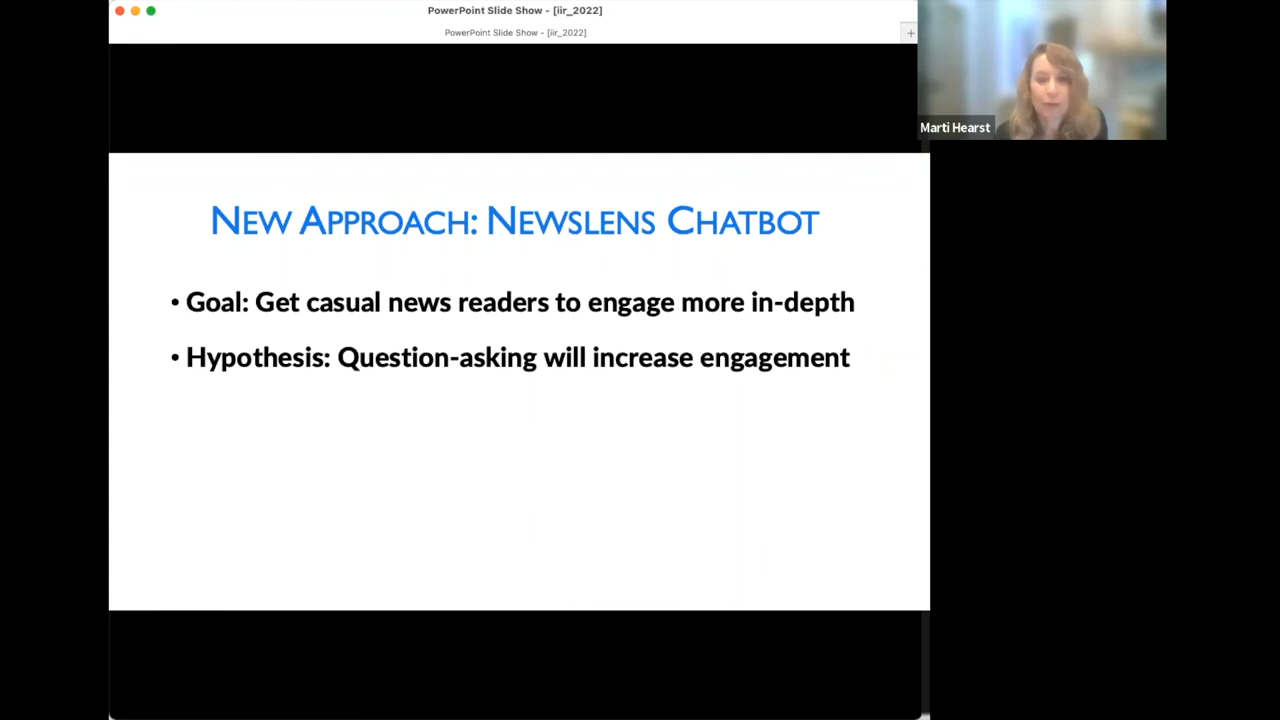 PowerPoint Slide Show - [iir_2022]
PowerPoint Slide Show - [iir_2022]
+
Marti Hearst
NEW APPROACH: NEWSLENS CHATBOT
• Goal: Get casual news readers to engage more in-depth
• Hypothesis: Question-asking will increase engagement